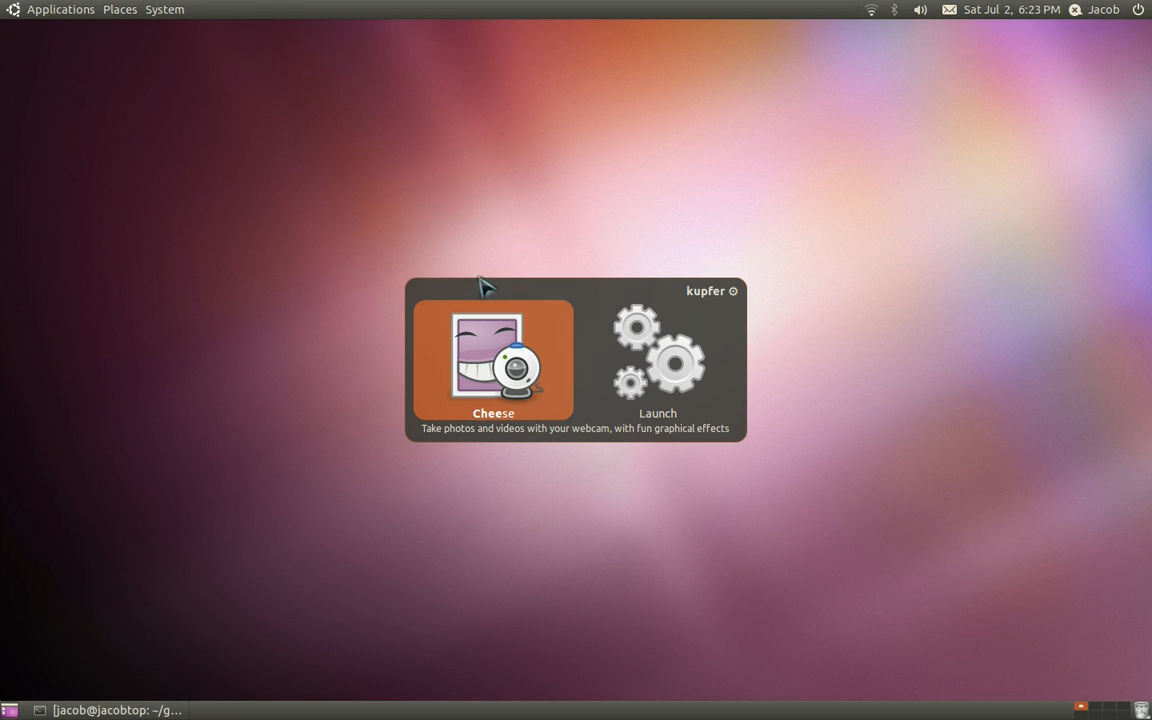 Applications Places System
Sat Jul 2, 6:23 PM Jacob
kupfer
Cheese
Launch
Take photos and videos with your webcam, with fun graphical effects
[jacob@jacobtop: ~/g...